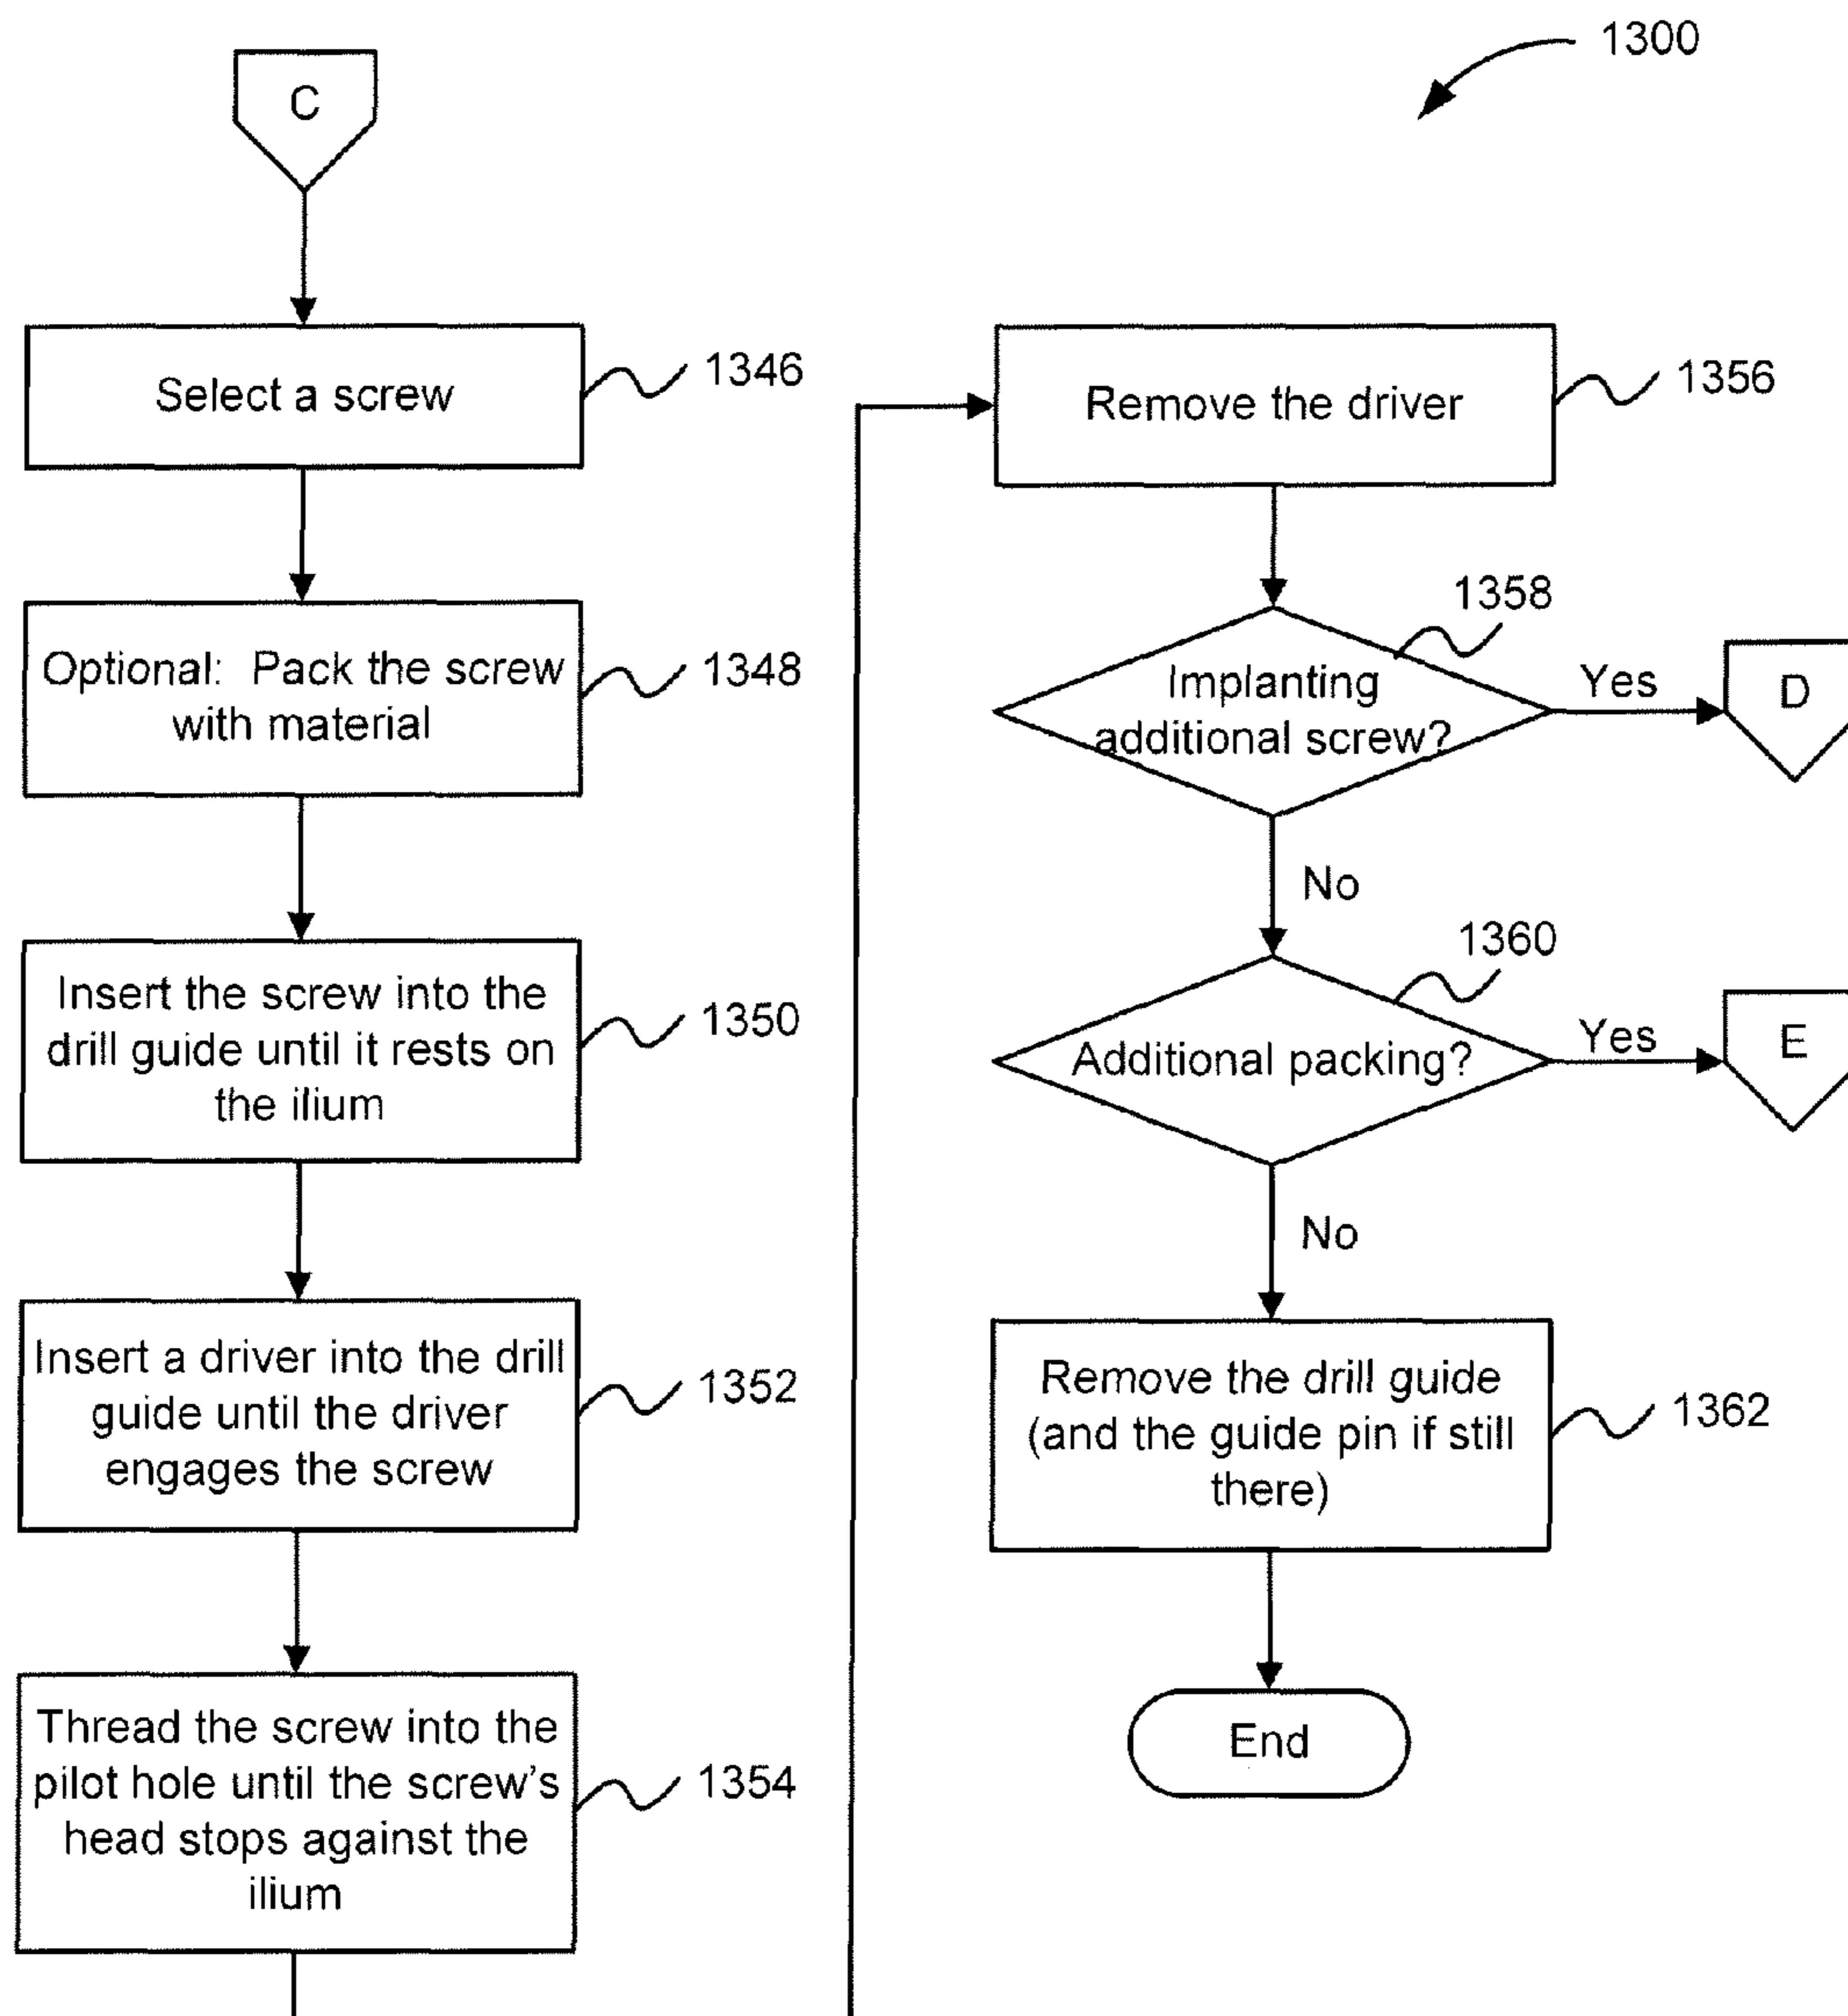 1300
C
Select a screw
1346
Optional: Pack the screw
with material
1348
Insert the screw into the
drill guide until it rests on
the ilium
1350
Insert a driver into the drill
guide until the driver
engages the screw
1352
Thread the screw into the
pilot hole until the screw's
head stops against the
ilium
1354
Remove the driver
1356
1358
Implanting
additional screw?
Yes
D
No
1360
Additional packing?
Yes
E
No
Remove the drill guide
(and the guide pin if still
there)
1362
End